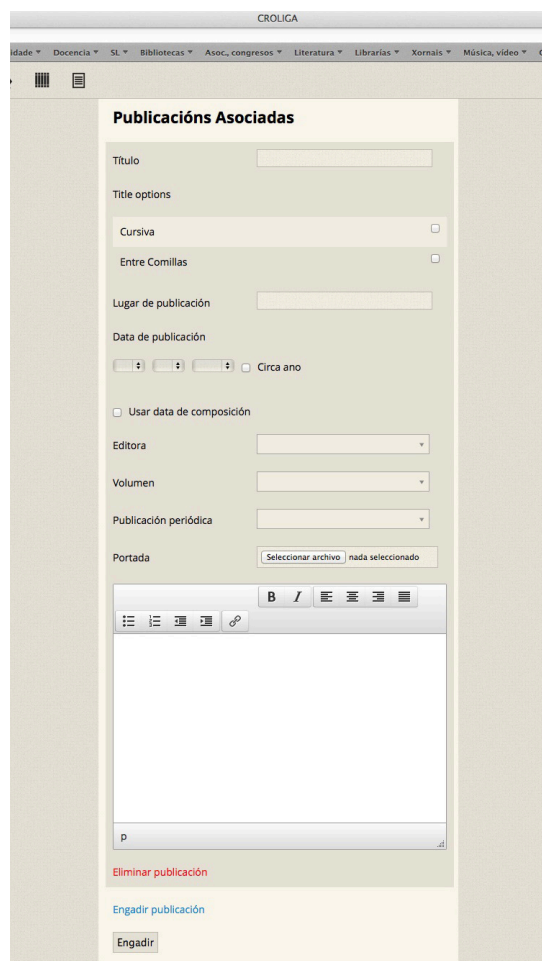 CROLIGA
idade Docencia SL Bibliotecas Asoc., congresos Literatura Librarías Xornais Música, video
Publicacións Asociadas
Título
Title options
Cursiva
Entre Comillas
Lugar de publicación
Data de publicación
Circa ano
Usar data de composición
Editora
Volumen
Publicación periódica
Portada Seleccionar archivo nada seleccionado
B I
p
Eliminar publicación
Engadir publicación
Engadir